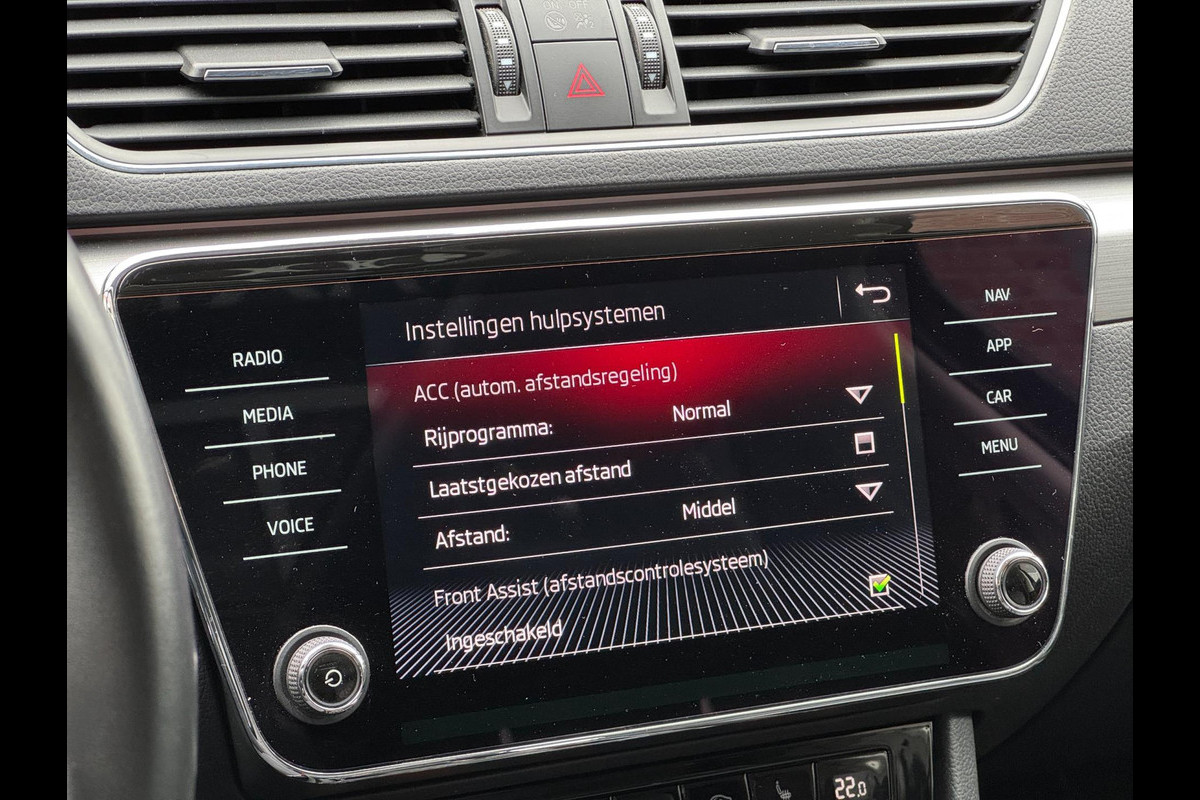 ON OFF
Instellingen hulpsystemen
ACC (autom. afstandsregeling)
Rijprogramma: Normal
Laatstgekozen afstand
Afstand: Middel
Front Assist (afstandscontrolesysteem)
Ingeschakeld
RADIO
MEDIA
PHONE
VOICE
NAV
APP
CAR
MENU
22.0